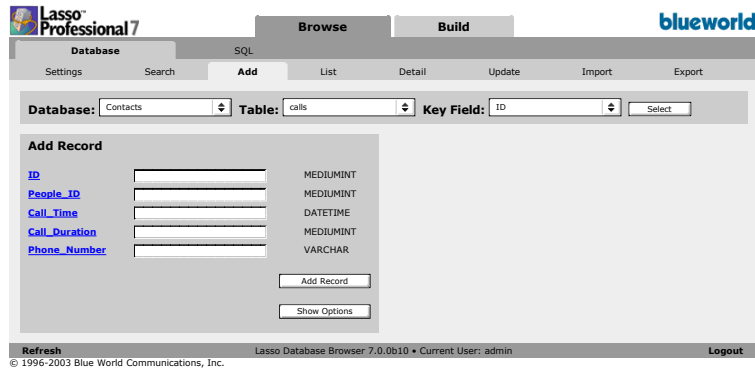 Lasso™
Professional 7
Browse Build
blueworld
Database SQL
Settings Search Add List Detail Update Import Export
Database: Contacts Table: calls Key Field: ID Select
Add Record
ID MEDIUMINT
People_ID MEDIUMINT
Call_Time DATETIME
Call_Duration MEDIUMINT
Phone_Number VARCHAR
Add Record
Show Options
Refresh Lasso Database Browser 7.0.0b10 • Current User: admin Logout
© 1996-2003 Blue World Communications, Inc.